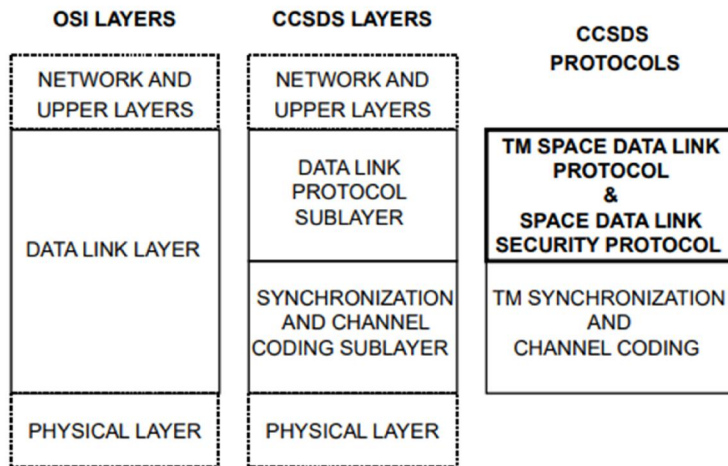 OSI LAYERS
NETWORK AND
UPPER LAYERS
DATA LINK LAYER
PHYSICAL LAYER
CCSDS LAYERS
NETWORK AND
UPPER LAYERS
DATA LINK
PROTOCOL
SUBLAYER
SYNCHRONIZATION
AND CHANNEL
CODING SUBLAYER
PHYSICAL LAYER
CCSDS
PROTOCOLS
TM SPACE DATA LINK
PROTOCOL
&
SPACE DATA LINK
SECURITY PROTOCOL
TM SYNCHRONIZATION
AND
CHANNEL CODING